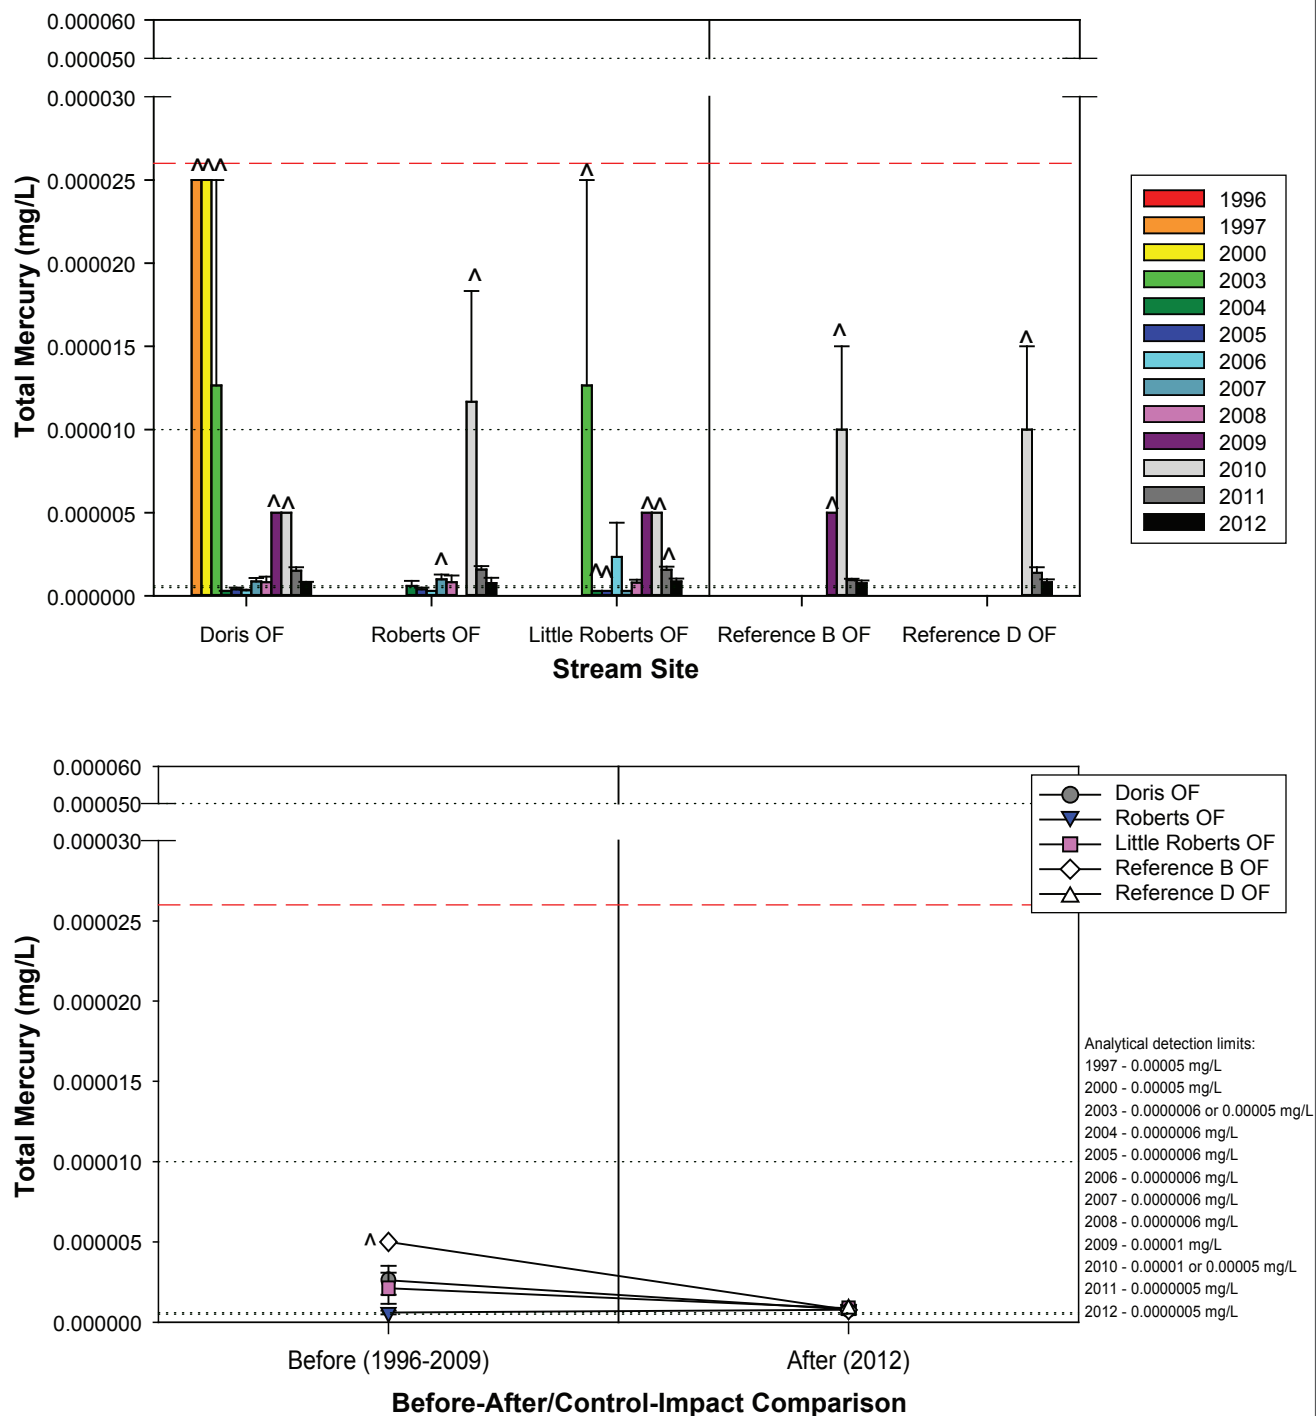 0.000060
0.000050
0.000030
0.000025
0.000020
0.000015
0.000010
0.000005
0.000000
Total Mercury (mg/L)
^^^
^^
^
^
^
^^
^^
^
^
^
^
Doris OF
Roberts OF
Little Roberts OF
Reference B OF
Reference D OF
Stream Site
1996
1997
2000
2003
2004
2005
2006
2007
2008
2009
2010
2011
2012
0.000060
0.000050
0.000030
0.000025
0.000020
0.000015
0.000010
0.000005
0.000000
Total Mercury (mg/L)
^
Doris OF
Roberts OF
Little Roberts OF
Reference B OF
Reference D OF
Analytical detection limits:
1997 - 0.00005 mg/L
2000 - 0.00005 mg/L
2003 - 0.0000006 or 0.00005 mg/L
2004 - 0.0000006 mg/L
2005 - 0.0000006 mg/L
2006 - 0.0000006 mg/L
2007 - 0.0000006 mg/L
2008 - 0.0000006 mg/L
2009 - 0.00001 mg/L
2010 - 0.00001 or 0.00005 mg/L
2011 - 0.0000005 mg/L
2012 - 0.0000005 mg/L
Before (1996-2009)
After (2012)
Before-After/Control-Impact Comparison